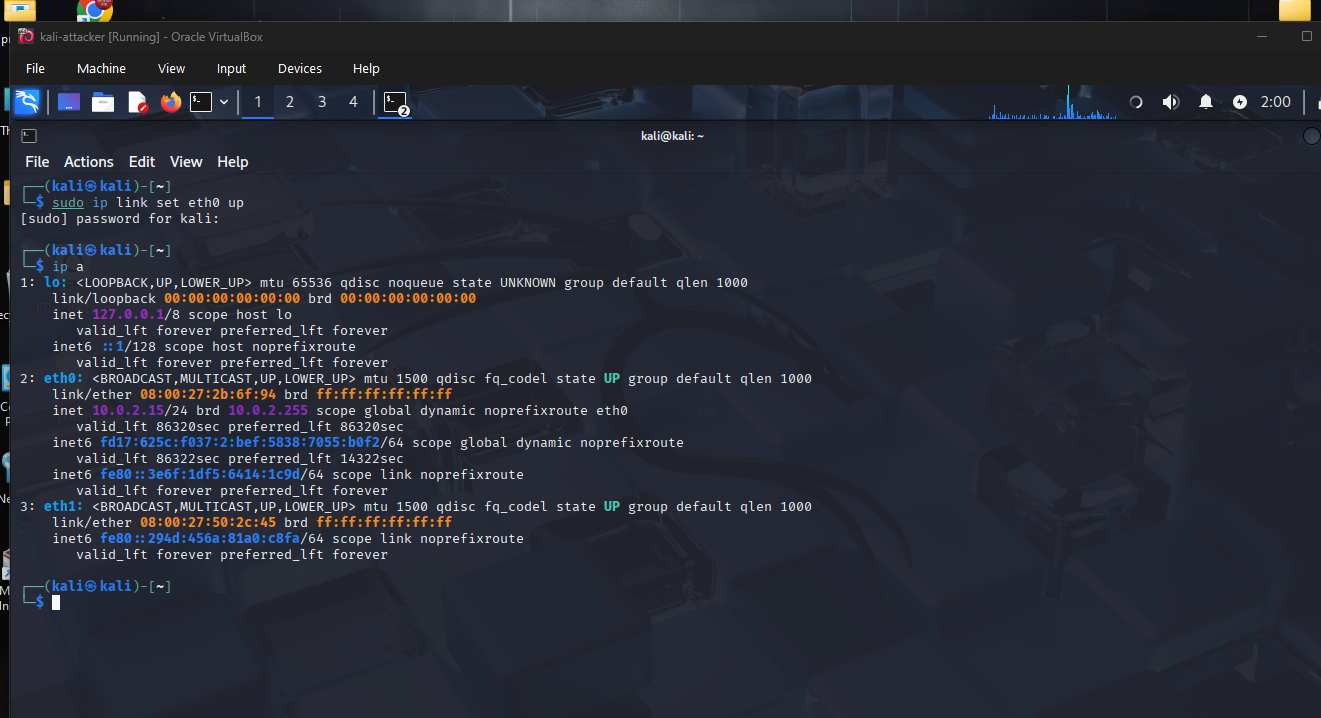 kali-attacker [Running] - Oracle VirtualBox
File Machine View Input Devices Help
1 2 3 4 2 2:00
kali@kali: ~
File Actions Edit View Help
┌──(kali㉿kali)-[~]
└─$ sudo ip link set eth0 up
[sudo] password for kali:
┌──(kali㉿kali)-[~]
└─$ ip a
1: lo: <LOOPBACK,UP,LOWER_UP> mtu 65536 qdisc noqueue state UNKNOWN group default qlen 1000
link/loopback 00:00:00:00:00:00 brd 00:00:00:00:00:00
inet 127.0.0.1/8 scope host lo
valid_lft forever preferred_lft forever
inet6 ::1/128 scope host noprefixroute
valid_lft forever preferred_lft forever
2: eth0: <BROADCAST,MULTICAST,UP,LOWER_UP> mtu 1500 qdisc fq_codel state UP group default qlen 1000
link/ether 08:00:27:2b:6f:94 brd ff:ff:ff:ff:ff:ff
inet 10.0.2.15/24 brd 10.0.2.255 scope global dynamic noprefixroute eth0
valid_lft 86320sec preferred_lft 86320sec
inet6 fd17:625c:f037:2:bef:5838:7055:b0f2/64 scope global dynamic noprefixroute
valid_lft 86322sec preferred_lft 14322sec
inet6 fe80::3e6f:1df5:6414:1c9d/64 scope link noprefixroute
valid_lft forever preferred_lft forever
3: eth1: <BROADCAST,MULTICAST,UP,LOWER_UP> mtu 1500 qdisc fq_codel state UP group default qlen 1000
link/ether 08:00:27:50:2c:45 brd ff:ff:ff:ff:ff:ff
inet6 fe80::294d:456a:81a0:c8fa/64 scope link noprefixroute
valid_lft forever preferred_lft forever
┌──(kali㉿kali)-[~]
└─$